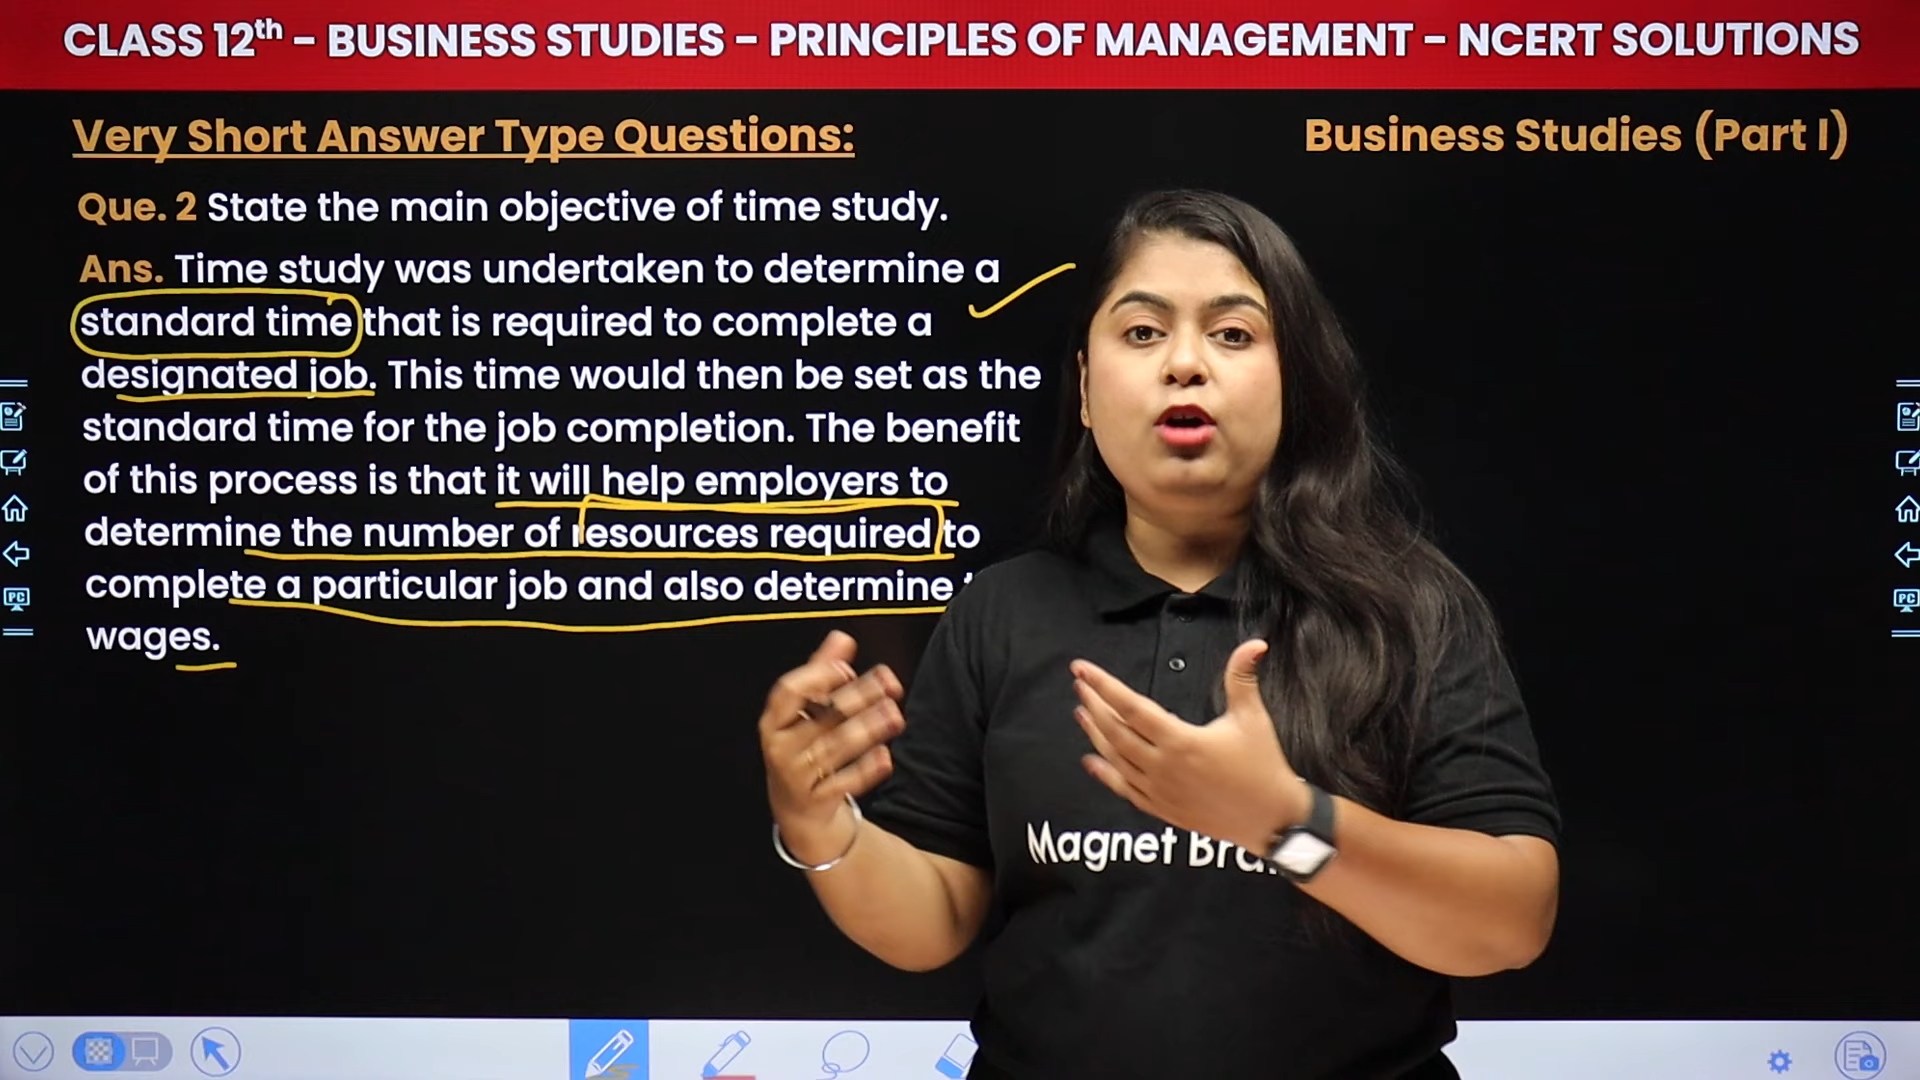 CLASS 12th – BUSINESS STUDIES – PRINCIPLES OF MANAGEMENT – NCERT SOLUTIONS
Very Short Answer Type Questions:
Business Studies (Part I)
Que. 2 State the main objective of time study.
Ans. Time study was undertaken to determine a
standard time that is required to complete a
designated job. This time would then be set as the
standard time for the job completion. The benefit
of this process is that it will help employers to
determine the number of resources required to
complete a particular job and also determine
wages.
Magnet
PC
PC